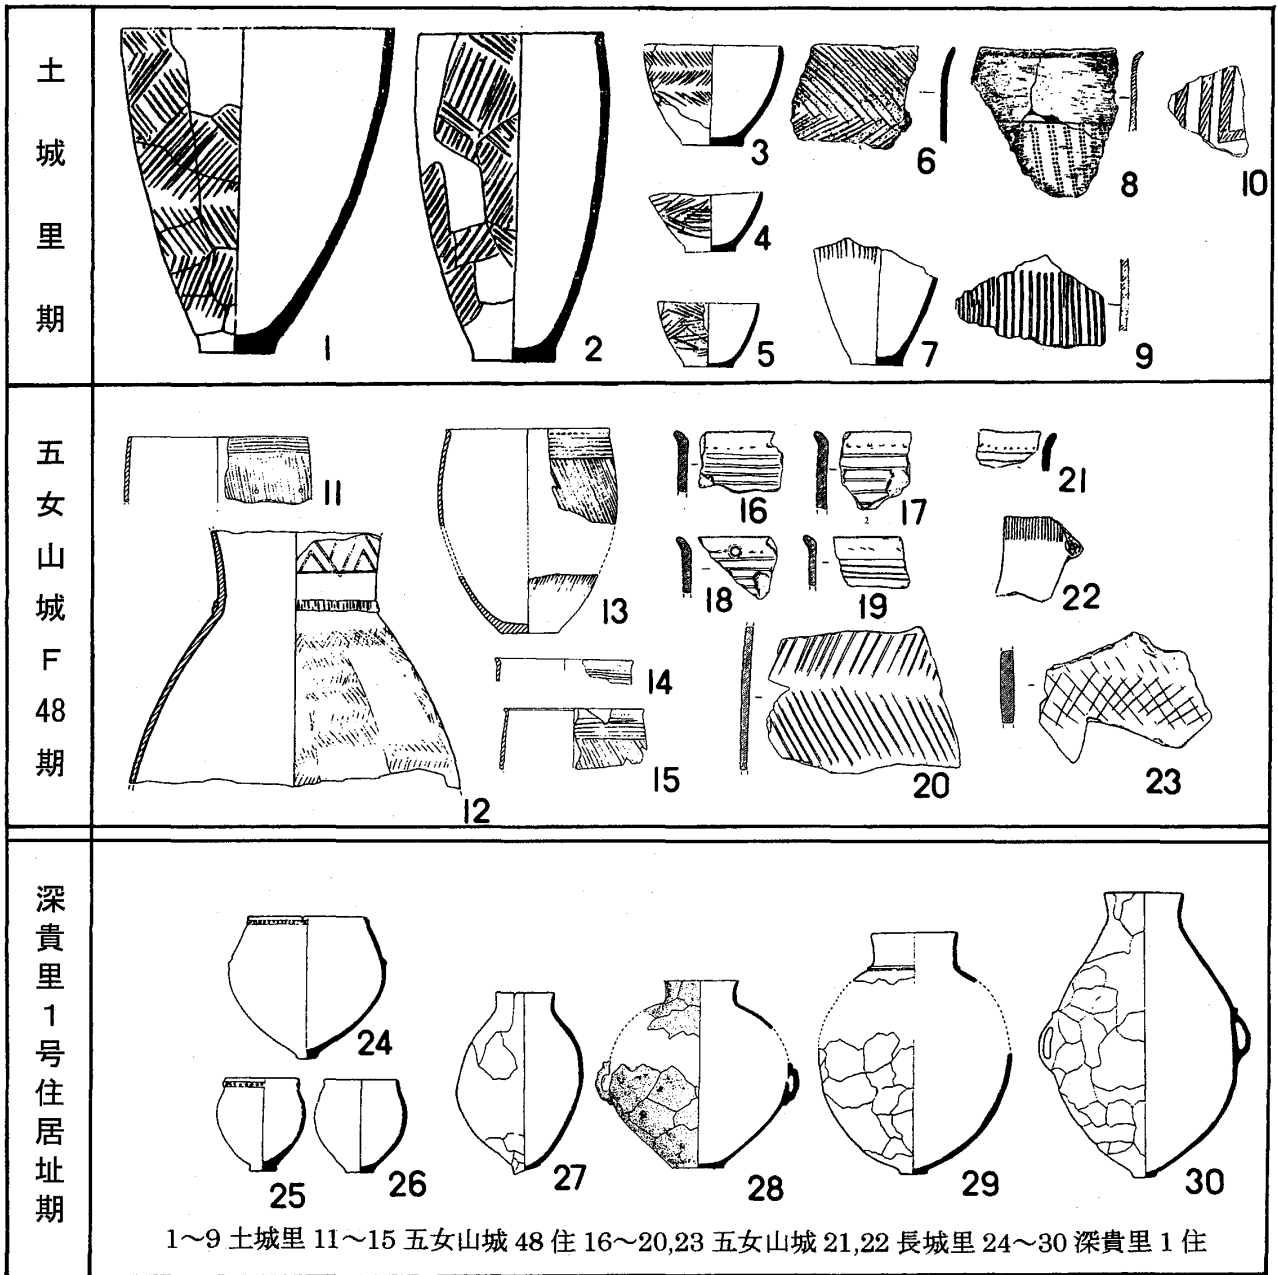 土城里期
1 2 3 4 5 6 7 8 9 10
五女山城F48期
11 12 13 14 15 16 17 18 19 20 21 22 23
深貴里1号住居址期
24 25 26 27 28 29 30
1〜9 土城里 11〜15 五女山城 48 住 16〜20,23 五女山城 21,22 長城里 24〜30 深貴里 1 住